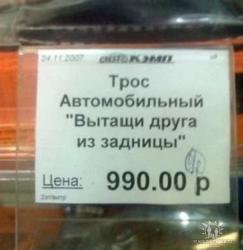 24.11.2007 АВТОКЭМП
Трос
Автомобильный
"Вытащи друга
из задницы"
Цена: 990.00 р